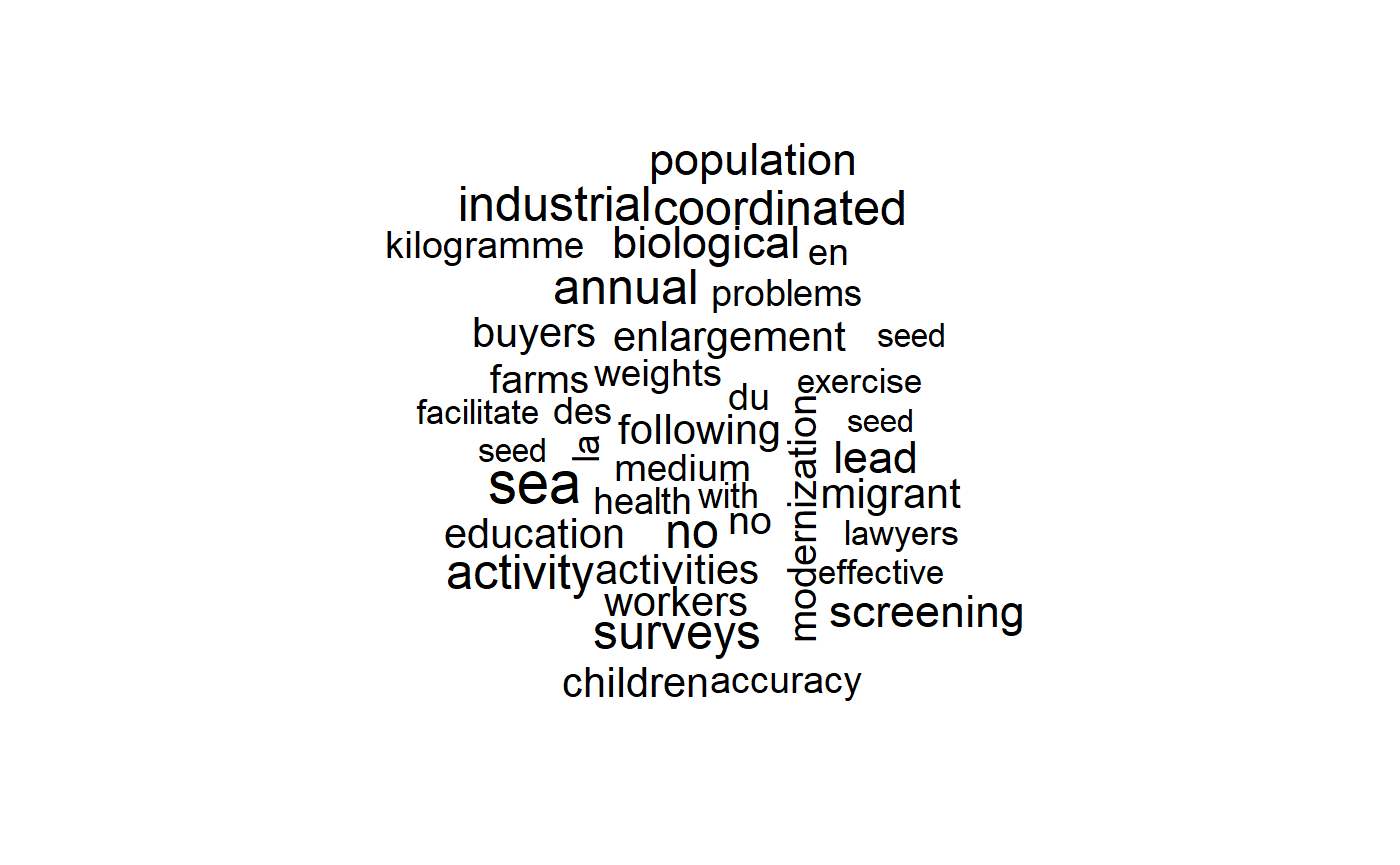 population
industrial coordinated
kilogramme biological en
annual problems
buyers enlargement seed
farms weights exercise
facilitate des du
following seed
seed la medium lead
sea health with migrant
education no no lawyers
activity activities modernization effective
workers screening
surveys
children accuracy